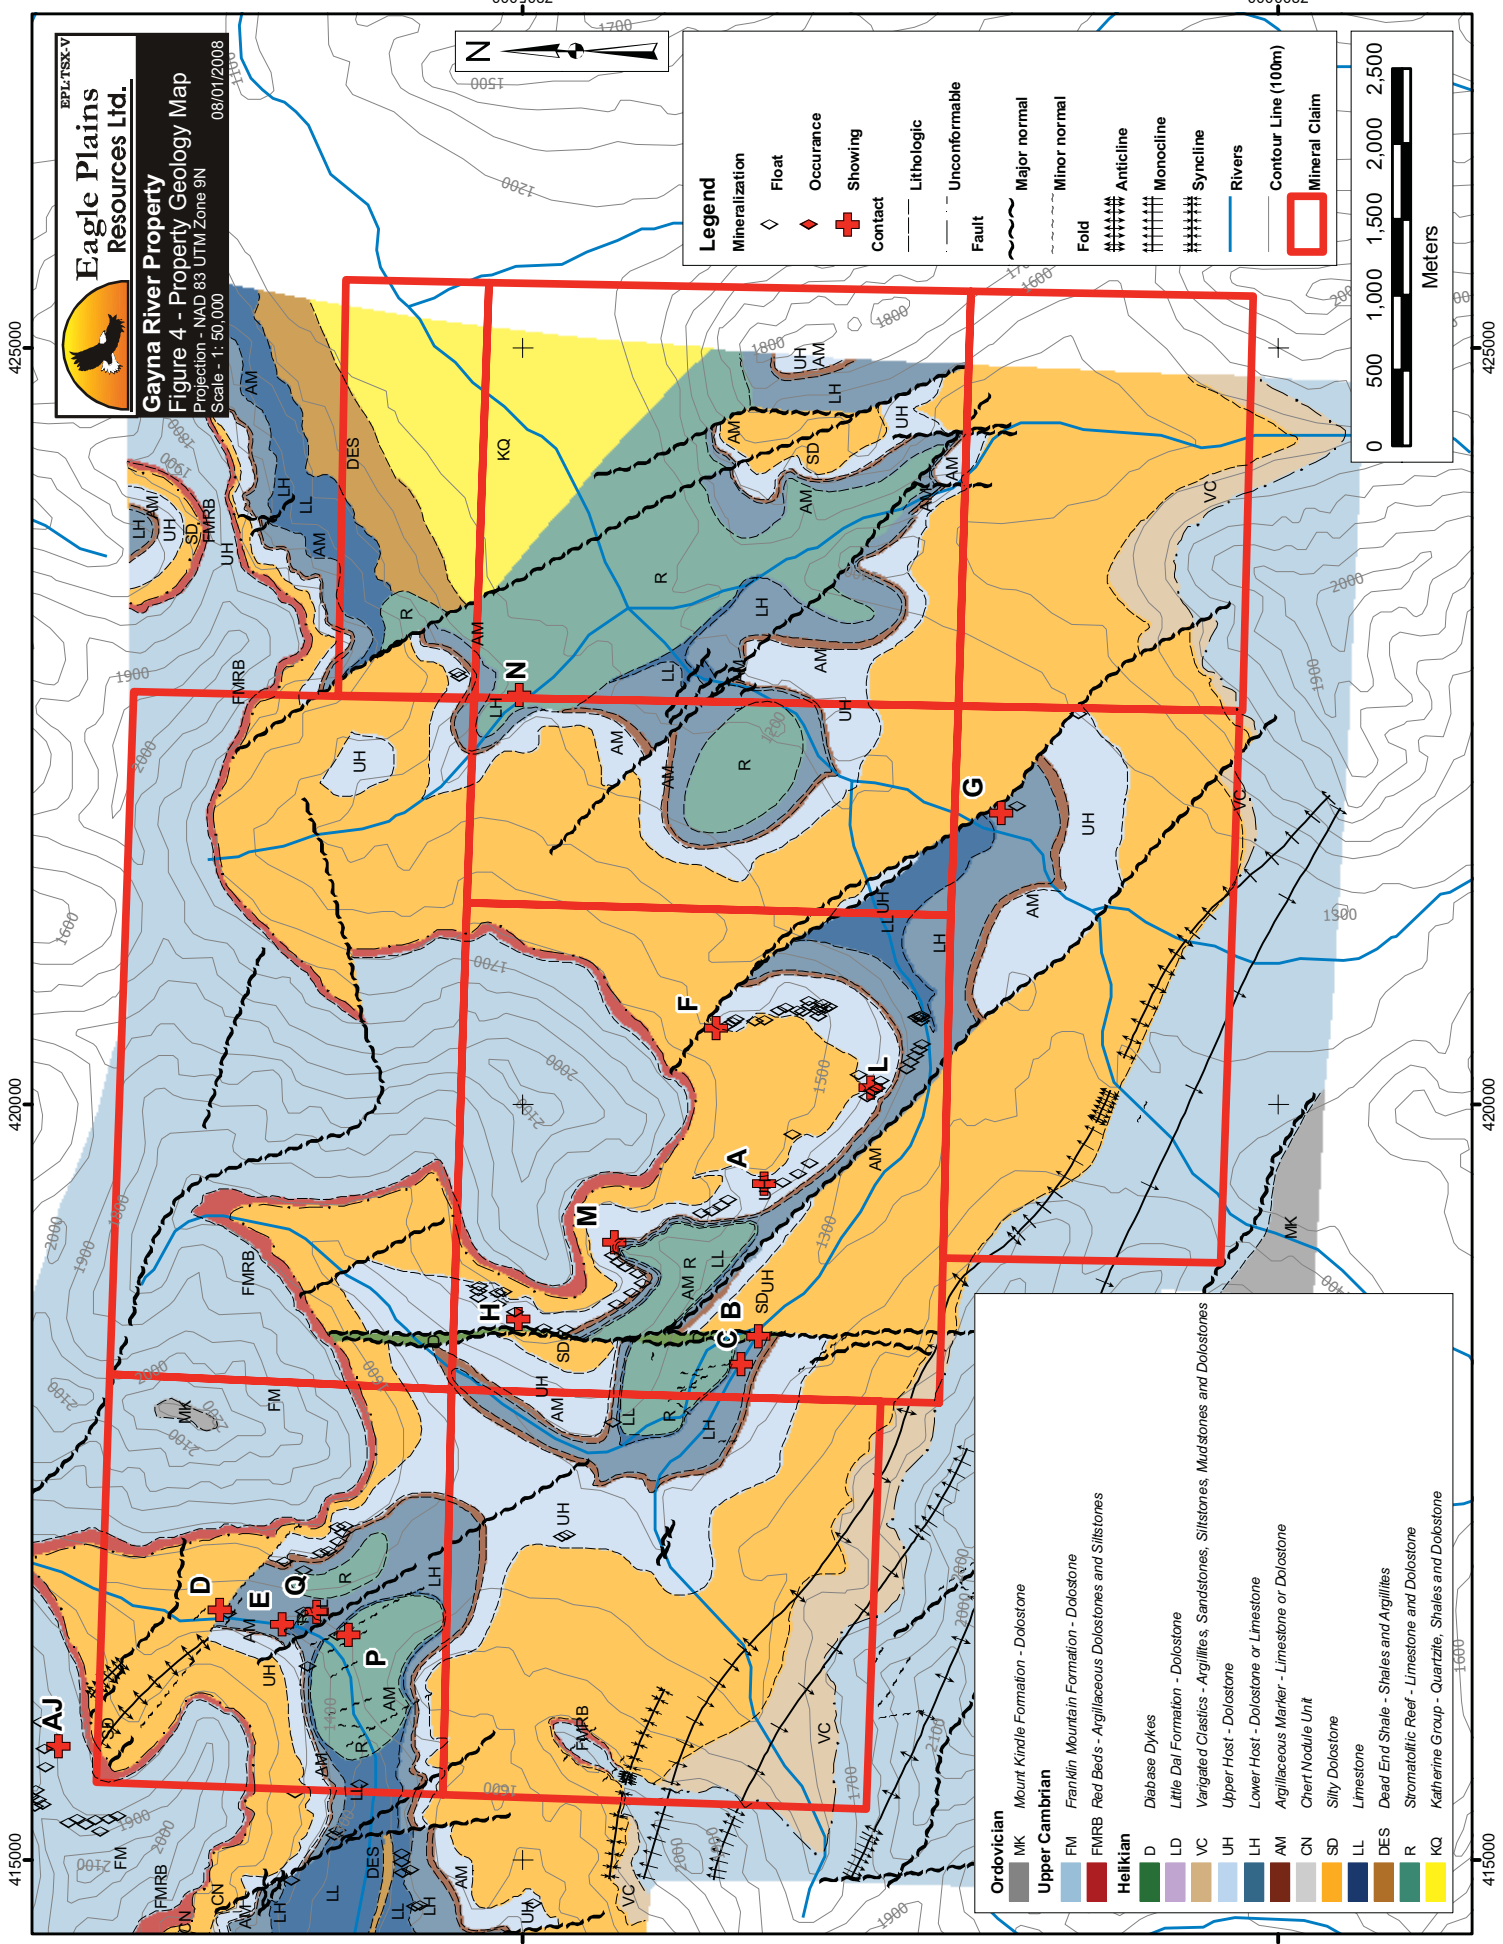 EPL:TSX-V
Eagle Plains
Resources Ltd.
Gayna River Property
Figure 4 - Property Geology Map
Projection - NAD 83 UTM Zone 9N
Scale - 1: 50,000
08/01/2008
N
Legend
Mineralization
Float
Occurance
Showing
Contact
Lithologic
Unconformable
Fault
Major normal
Minor normal
Fold
Anticline
Monocline
Syncline
Rivers
Contour Line (100m)
Mineral Claim
0 500 1,000 1,500 2,000 2,500
Meters
Ordovician
MK Mount Kindle Formation - Dolostone
Upper Cambrian
FM Franklin Mountain Formation - Dolostone
FMRB Red Beds - Argillaceous Dolostones and Siltstones
Helikian
D Diabase Dykes
LD Little Dal Formation - Dolostone
VC Varigated Clastics - Argillites, Sandstones, Siltstones, Mudstones and Dolostones
UH Upper Host - Dolostone
LH Lower Host - Dolostone or Limestone
AM Argillaceous Marker - Limestone or Dolostone
CN Chert Nodule Unit
SD Silty Dolostone
LL Limestone
DES Dead End Shale - Shales and Argillites
R Stromatolitic Reef - Limestone and Dolostone
KQ Katherine Group - Quartzite, Shales and Dolostone
415000
420000
425000
415000
420000
425000
AJ
D
E
Q
P
H
M
C
B
A
F
L
G
N
KQ
DES
MK
FM
FMRB
VC
UH
LH
AM
SD
LL
R
CN